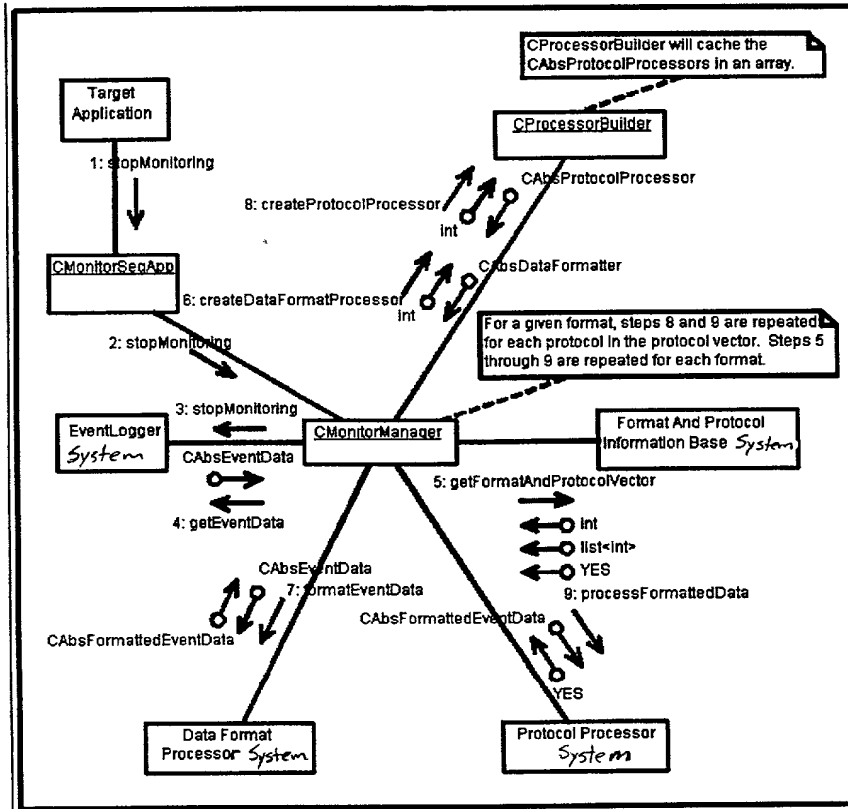 CProcessorBuilder will cache the
CAbsProtocolProcessors in an array.
Target
Application
CProcessorBuilder
1: stopMonitoring
CAbsProtocolProcessor
8: createProtocolProcessor
int
CMonitorSeqApp
CAbsDataFormatter
6: createDataFormatProcessor
int
For a given format, steps 8 and 9 are repeated
for each protocol in the protocol vector. Steps 5
through 9 are repeated for each format.
2: stopMonitoring
3: stopMonitoring
EventLogger
System
CMonitorManager
Format And Protocol
Information Base System
CAbsEventData
5: getFormatAndProtocolVector
4: getEventData
int
list<int>
YES
CAbsEventData
7: formatEventData
9: processFormattedData
CAbsFormattedEventData
CAbsFormattedEventData
YES
Data Format
Processor System
Protocol Processor
System